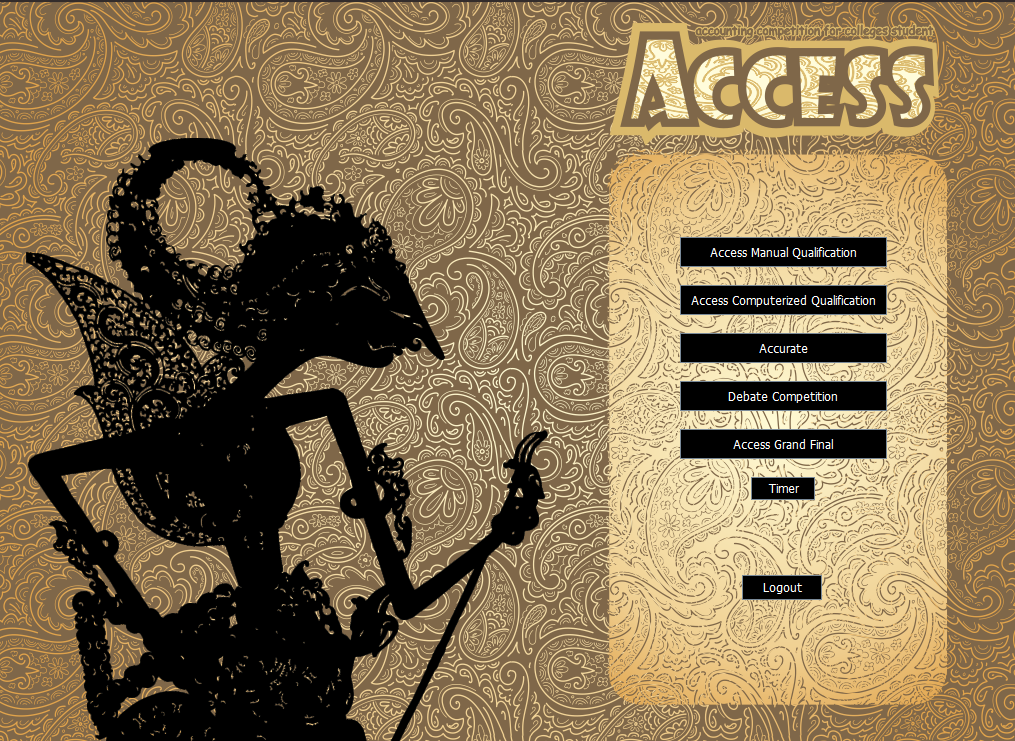 accounting competition for colleges student
Access
Access Manual Qualification
Access Computerized Qualification
Accurate
Debate Competition
Access Grand Final
Timer
Logout